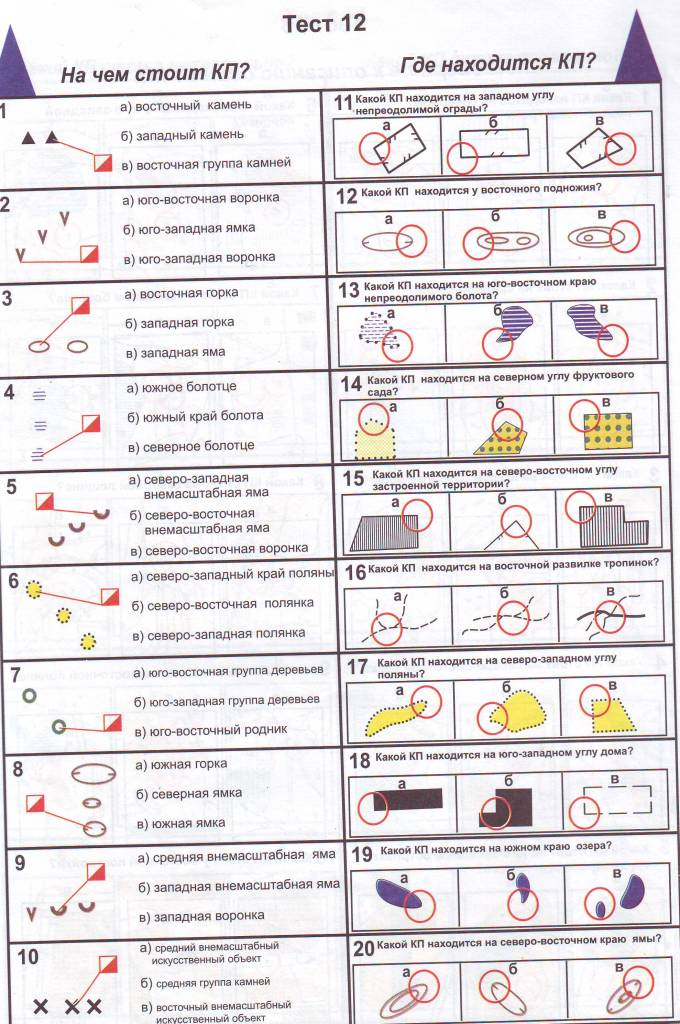 Тест 12
На чем стоит КП?
Где находится КП?
1
а) восточный камень
б) западный камень
в) восточная группа камней
2
а) юго-восточная воронка
б) юго-западная ямка
в) юго-западная воронка
3
а) восточная горка
б) западная горка
в) западная яма
4
а) южное болотце
б) южный край болота
в) северное болотце
5
а) северо-западная
внемасштабная яма
б) северо-восточная
внемасштабная яма
в) северо-восточная воронка
6
а) северо-западный край поляны
б) северо-восточная полянка
в) северо-западная полянка
7
а) юго-восточная группа деревьев
б) юго-западная группа деревьев
в) юго-восточный родник
8
а) южная горка
б) северная ямка
в) южная ямка
9
а) средняя внемасштабная яма
б) западная внемасштабная яма
в) западная воронка
10
а) средний внемасштабный
искусственный объект
б) средняя группа камней
в) восточный внемасштабный
искусственный объект
11 Какой КП находится на западном углу
непреодолимой ограды?
а б в
12 Какой КП находится у восточного подножия?
а б в
13 Какой КП находится на юго-восточном краю
непреодолимого болота?
а б в
14 Какой КП находится на северном углу фруктового
сада?
а б в
15 Какой КП находится на северо-восточном углу
застроенной территории?
а б в
16 Какой КП находится на восточной развилке тропинок?
а б в
17 Какой КП находится на северо-западном углу
поляны?
а б в
18 Какой КП находится на юго-западном углу дома?
а б в
19 Какой КП находится на южном краю озера?
а б в
20 Какой КП находится на северо-восточном краю ямы?
а б в